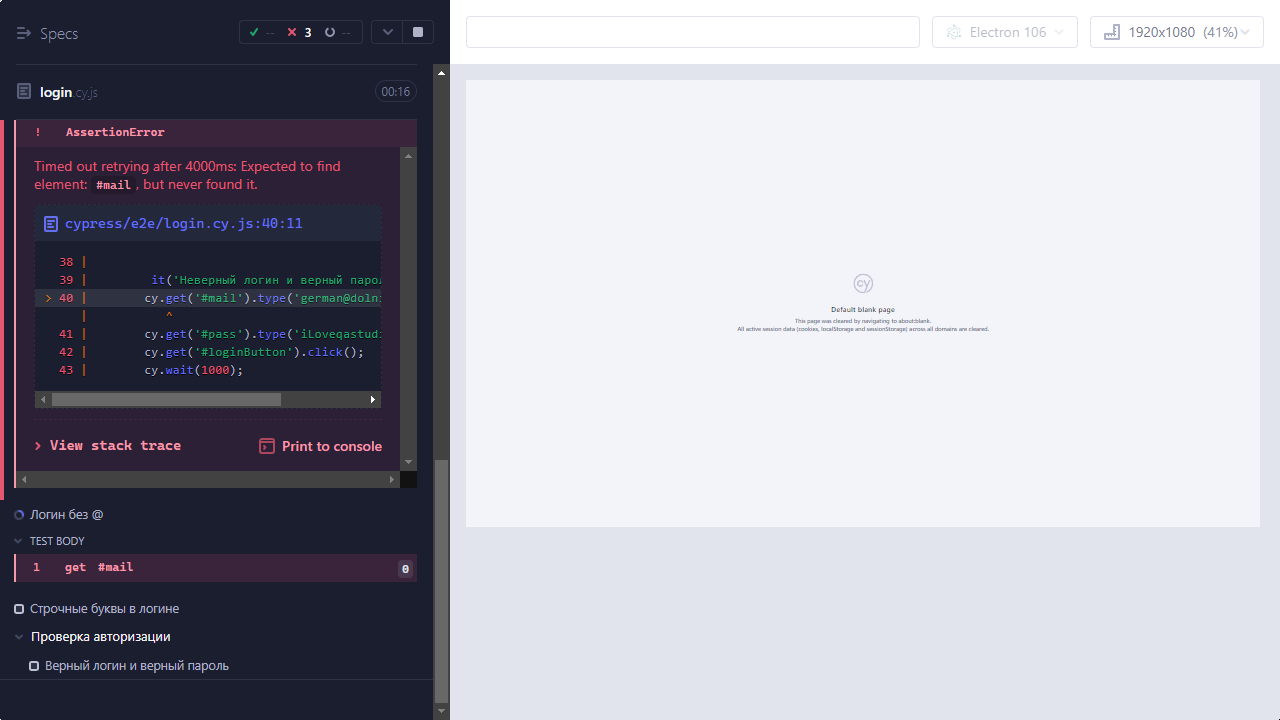 Specs
-- 3 --
Electron 106
1920x1080 (41%)
login.cy.js
00:16
! AssertionError
Timed out retrying after 4000ms: Expected to find
element: #mail, but never found it.
cypress/e2e/login.cy.js:40:11
38 |
39 | it('Неверный логин и верный
> 40 | cy.get('#mail').type('
| ^
41 | cy.get('#pass').type('
42 | cy.get('#loginButton').click();
43 | cy.wait(1000);
View stack trace
Print to console
Логин без @
TEST BODY
1 get #mail 0
Строчные буквы в логине
Проверка авторизации
Верный логин и верный пароль
cy
Default blank page
This page was cleared by navigating to about:blank.
All active session data (cookies, localStorage and sessionStorage) across all domains are cleared.